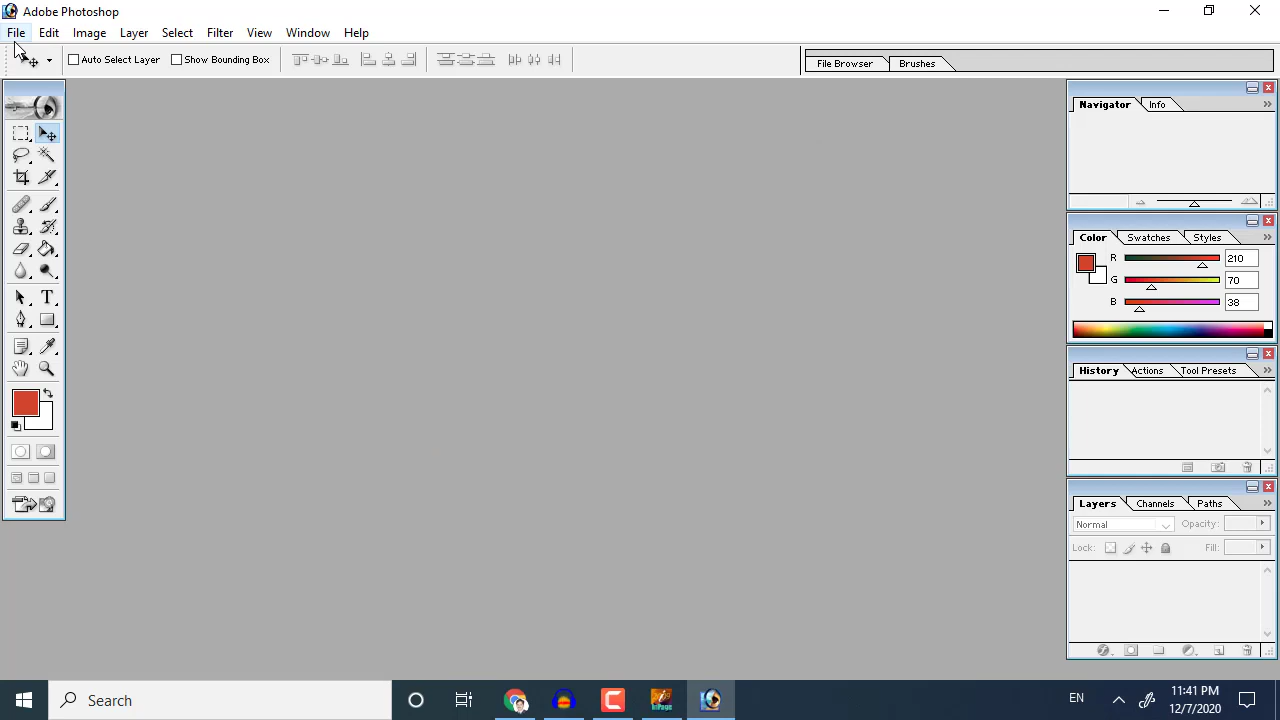 Adobe Photoshop
File Edit Image Layer Select Filter View Window Help
Auto Select Layer Show Bounding Box File Browser Brushes
Navigator Info
Color Swatches Styles
R 210
G 70
B 38
History Actions Tool Presets
Layers Channels Paths
Normal Opacity:
Lock: Fill:
Search
EN
11:41 PM
12/7/2020